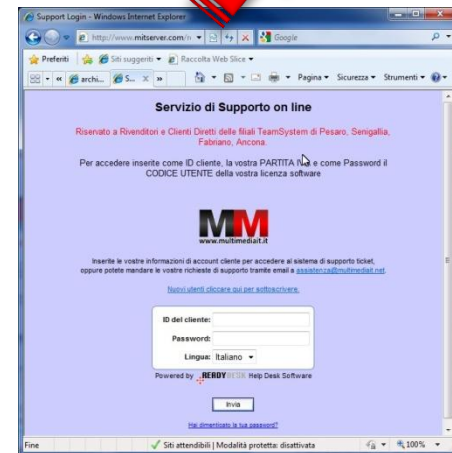 Support Login - Windows Internet Explorer
http://www.mitserver.com/n
Google
Preferiti
Siti suggeriti
Raccolta Web Slice
archi...
S...
Pagina
Sicurezza
Strumenti
Servizio di Supporto on line
Riservato a Rivenditori e Clienti Diretti delle filiali TeamSystem di Pesaro, Senigallia,
Fabriano, Ancona.
Per accedere inserite come ID cliente, la vostra PARTITA IVA e come Password il
CODICE UTENTE della vostra licenza software
MM
www.multimediait.it
Inserite le vostre informazioni di account cliente per accedere al sistema di supporto ticket,
oppure potete mandare le vostre richieste di supporto tramite email a assistenza@multimediait.net.
Nuovi utenti cliccare qui per sottoscrivere.
ID del cliente:
Password:
Lingua: Italiano
Powered by READYDESK Help Desk Software
Invia
Hai dimenticato la tua password?
Fine
Siti attendibili | Modalità protetta: disattivata
100%